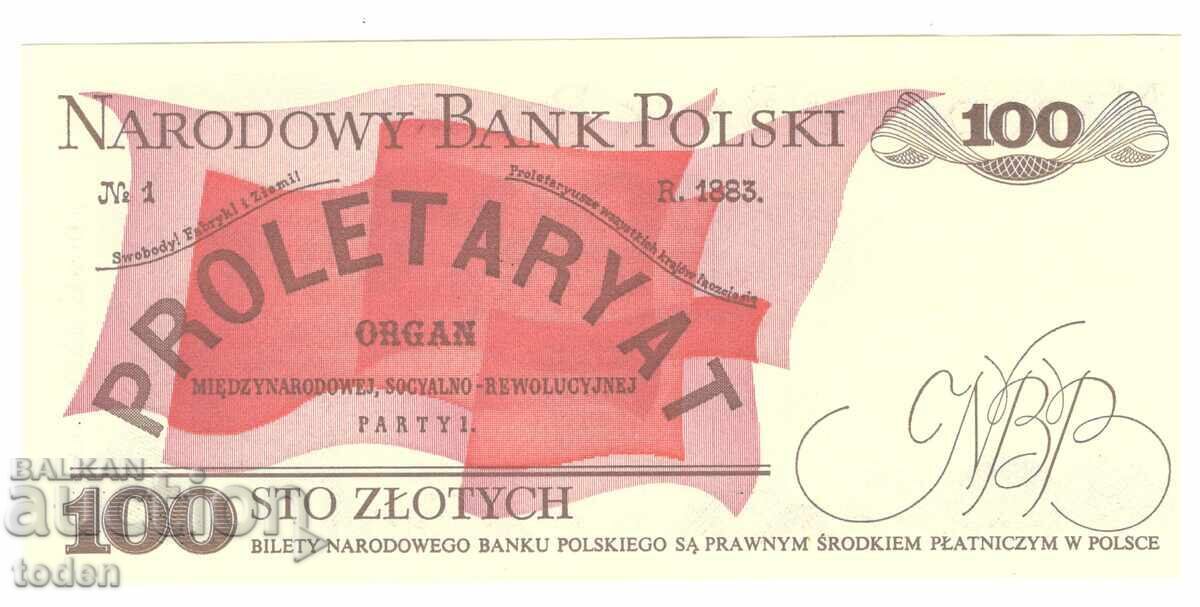 NARODOWY BANK POLSKI
100
№ 1
R. 1883.
Swobody! Fabryki i Ziemi!
Proletaryusze wszystkich krajów łączcie się
PROLETARYAT
ORGAN
MIĘDZYNARODOWEJ, SOCYALNO-REWOLUCYJNEJ
PARTYI.
NBP
100 STO ZŁOTYCH
BILETY NARODOWEGO BANKU POLSKIEGO SĄ PRAWNYM ŚRODKIEM PŁATNICZYM W POLSCE
BALKAN
auction
toden